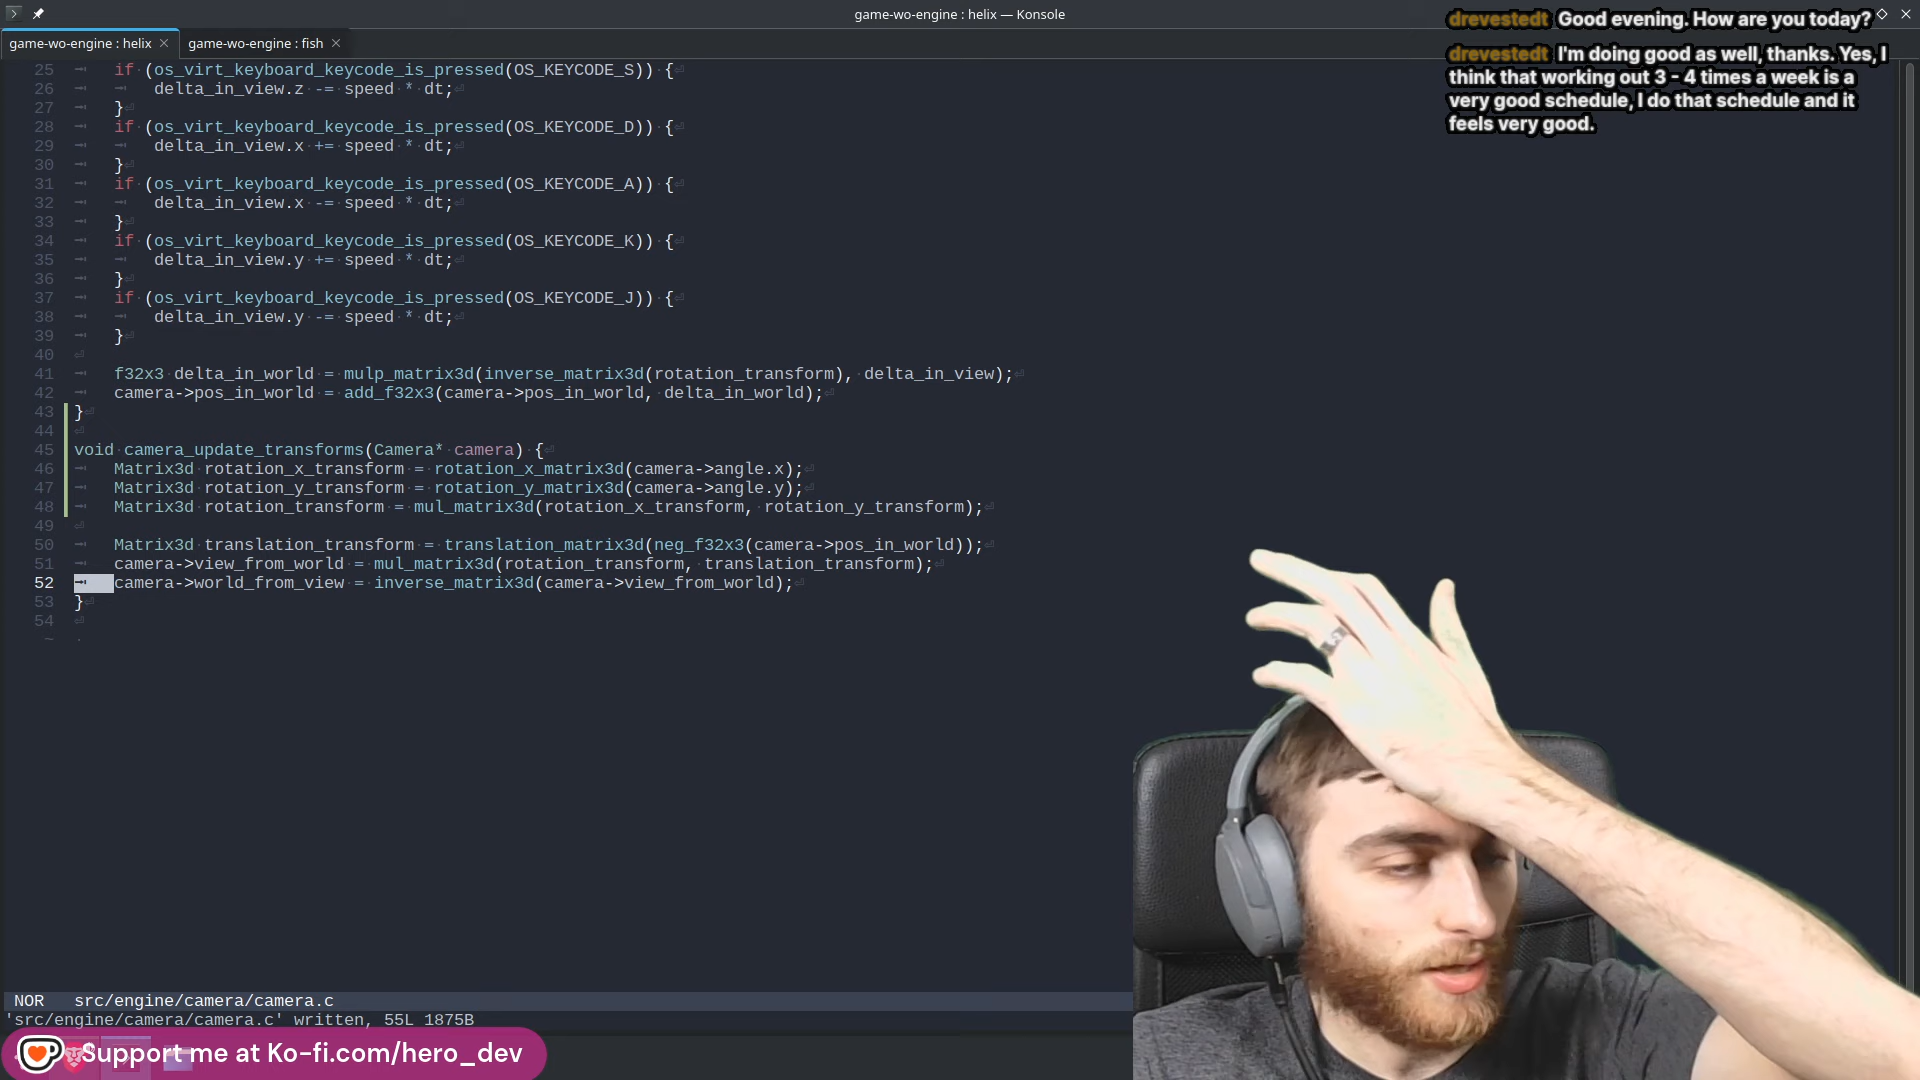 game-wo-engine : helix — Konsole
game-wo-engine : helix
game-wo-engine : fish
drevestedt Good evening. How are you today?
drevestedt I'm doing good as well, thanks. Yes, I
think that working out 3 - 4 times a week is a
very good schedule, I do that schedule and it
feels very good.
25 if (os_virt_keyboard_keycode_is_pressed(OS_KEYCODE_S)) {
26 delta_in_view.z -= speed * dt;
27 }
28 if (os_virt_keyboard_keycode_is_pressed(OS_KEYCODE_D)) {
29 delta_in_view.x += speed * dt;
30 }
31 if (os_virt_keyboard_keycode_is_pressed(OS_KEYCODE_A)) {
32 delta_in_view.x -= speed * dt;
33 }
34 if (os_virt_keyboard_keycode_is_pressed(OS_KEYCODE_K)) {
35 delta_in_view.y += speed * dt;
36 }
37 if (os_virt_keyboard_keycode_is_pressed(OS_KEYCODE_J)) {
38 delta_in_view.y -= speed * dt;
39 }
40
41 f32x3 delta_in_world = mulp_matrix3d(inverse_matrix3d(rotation_transform), delta_in_view);
42 camera->pos_in_world = add_f32x3(camera->pos_in_world, delta_in_world);
43 }
44
45 void camera_update_transforms(Camera* camera) {
46 Matrix3d rotation_x_transform = rotation_x_matrix3d(camera->angle.x);
47 Matrix3d rotation_y_transform = rotation_y_matrix3d(camera->angle.y);
48 Matrix3d rotation_transform = mul_matrix3d(rotation_x_transform, rotation_y_transform);
49
50 Matrix3d translation_transform = translation_matrix3d(neg_f32x3(camera->pos_in_world));
51 camera->view_from_world = mul_matrix3d(rotation_transform, translation_transform);
52 camera->world_from_view = inverse_matrix3d(camera->view_from_world);
53 }
54
~
NOR src/engine/camera/camera.c
'src/engine/camera/camera.c' written, 55L 1875B
Support me at Ko-fi.com/hero_dev